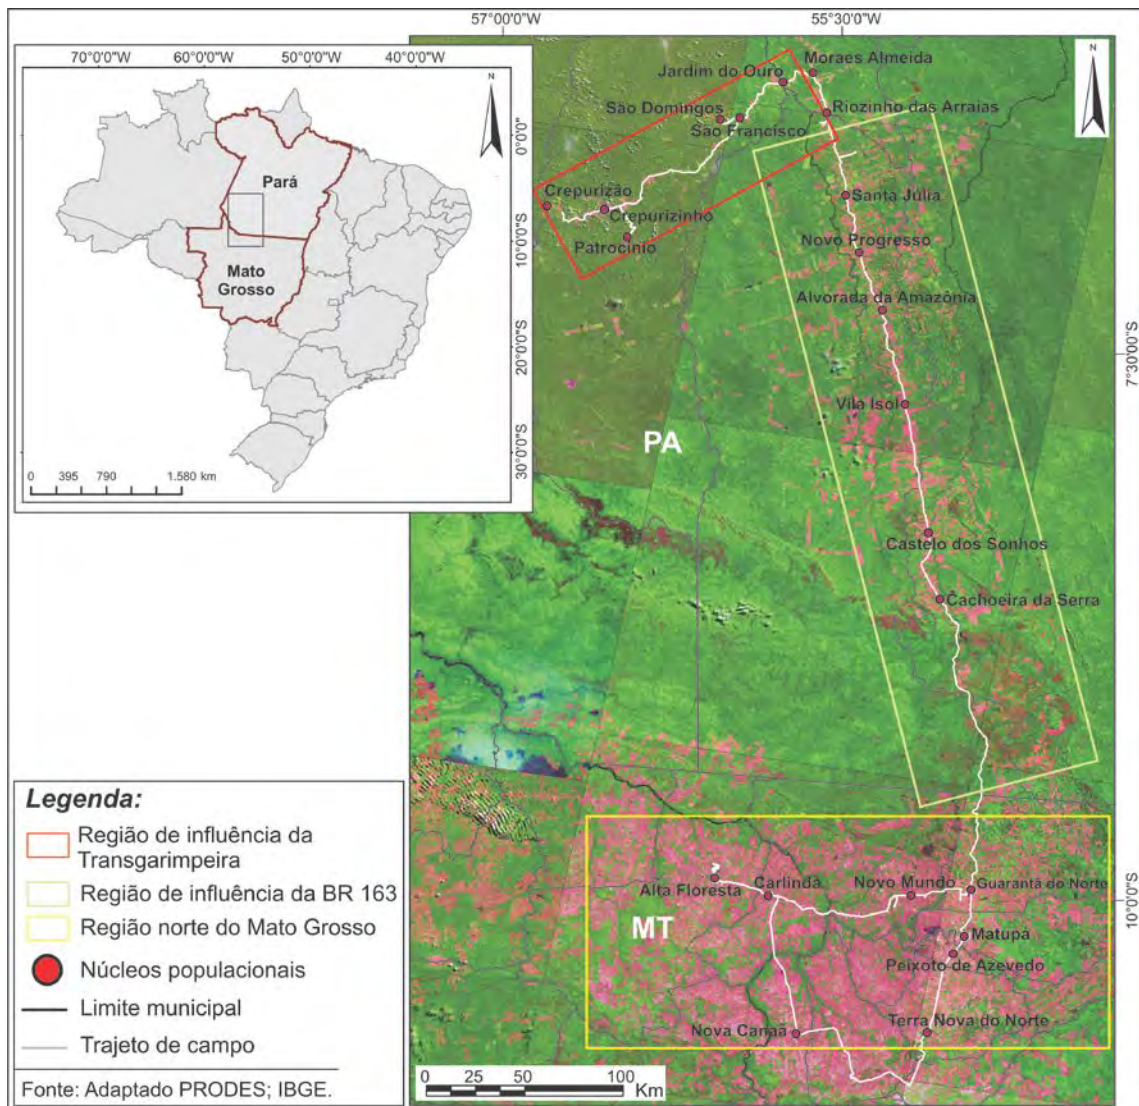 57°0'0"W
55°30'0"W
70°0'0"W
60°0'0"W
50°0'0"W
40°0'0"W
N
N
0°0'0"
10°0'0"S
20°0'0"S
30°0'0"S
Pará
Mato
Grosso
0
395
790
1.580 km
Moraes Almeida
Jardim do Ouro
São Domingos
Riozinho das Arraias
São Francisco
Crepurizão
Crepurizinho
Patrocínio
Santa Júlia
Novo Progresso
Alvorada da Amazônia
7°30'0"S
Vila Isol
PA
Castelo dos Sonhos
Cachoeira da Serra
Alta Floresta
Carlinda
Novo Mundo
Guarantã do Norte
10°0'0"S
MT
Matupá
Peixoto de Azevedo
Nova Canaã
Terra Nova do Norte
0
25
50
100
Km
Legenda:
Região de influência da
Transgarimpeira
Região de influência da BR 163
Região norte do Mato Grosso
Núcleos populacionais
Limite municipal
Trajeto de campo
Fonte: Adaptado PRODES; IBGE.